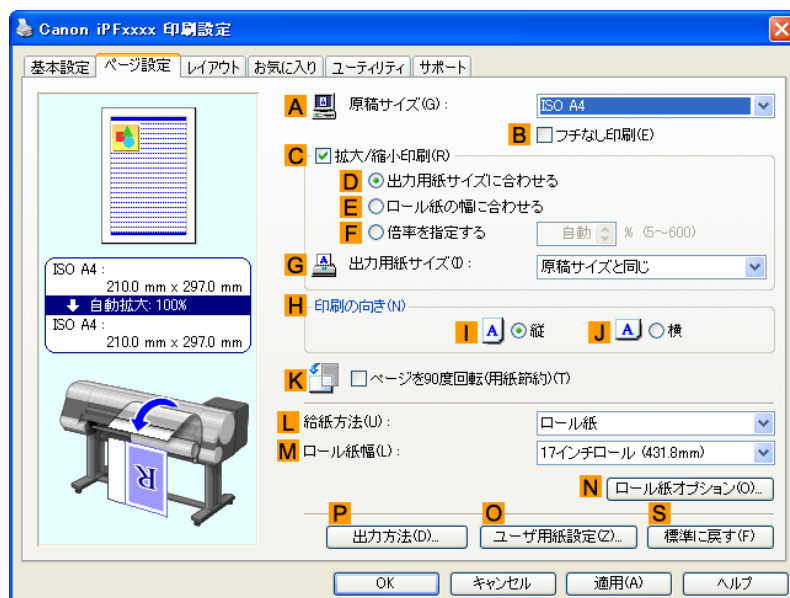 Canon iPFxxxx 印刷設定
基本設定 ページ設定 レイアウト お気に入り ユーティリティ サポート
A 原稿サイズ(G): ISO A4
B フチなし印刷(E)
C 拡大/縮小印刷(R)
D 出力用紙サイズに合わせる
E ロール紙の幅に合わせる
F 倍率を指定する 自動 % (5～600)
G A 出力用紙サイズ(I): 原稿サイズと同じ
H 印刷の向き(N)
I A 縦 J A 横
K ページを90度回転(用紙節約)(T)
L 給紙方法(U): ロール紙
M ロール紙幅(L): 17インチロール (431.8mm)
N ロール紙オプション(O)...
P O S
出力方法(D)... ユーザ用紙設定(Z)... 標準に戻す(F)
ISO A4:
210.0 mm x 297.0 mm
自動拡大: 100%
ISO A4:
210.0 mm x 297.0 mm
R
OK キャンセル 適用(A) ヘルプ